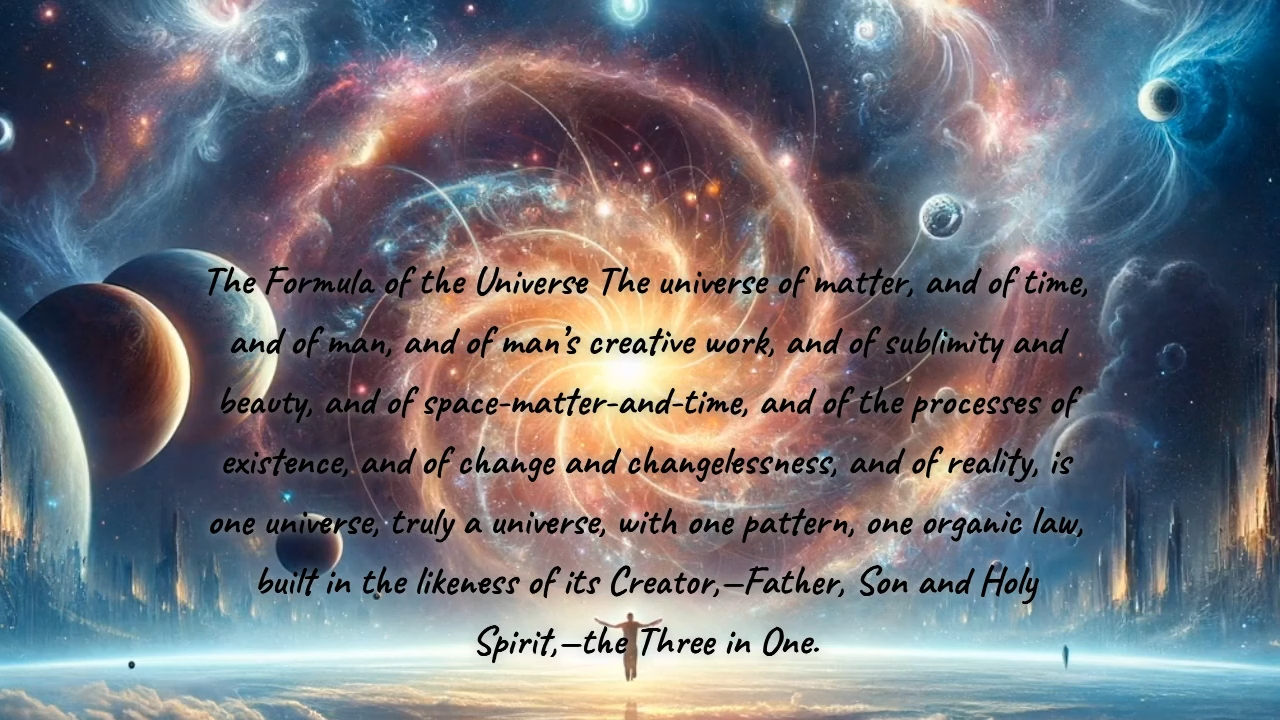 The Formula of the Universe The universe of matter, and of time,
and of man, and of man’s creative work, and of sublimity and
beauty, and of space-matter-and-time, and of the processes of
existence, and of change and changelessness, and of reality, is
one universe, truly a universe, with one pattern, one organic law,
built in the likeness of its Creator,—Father, Son and Holy
Spirit,—the Three in One.